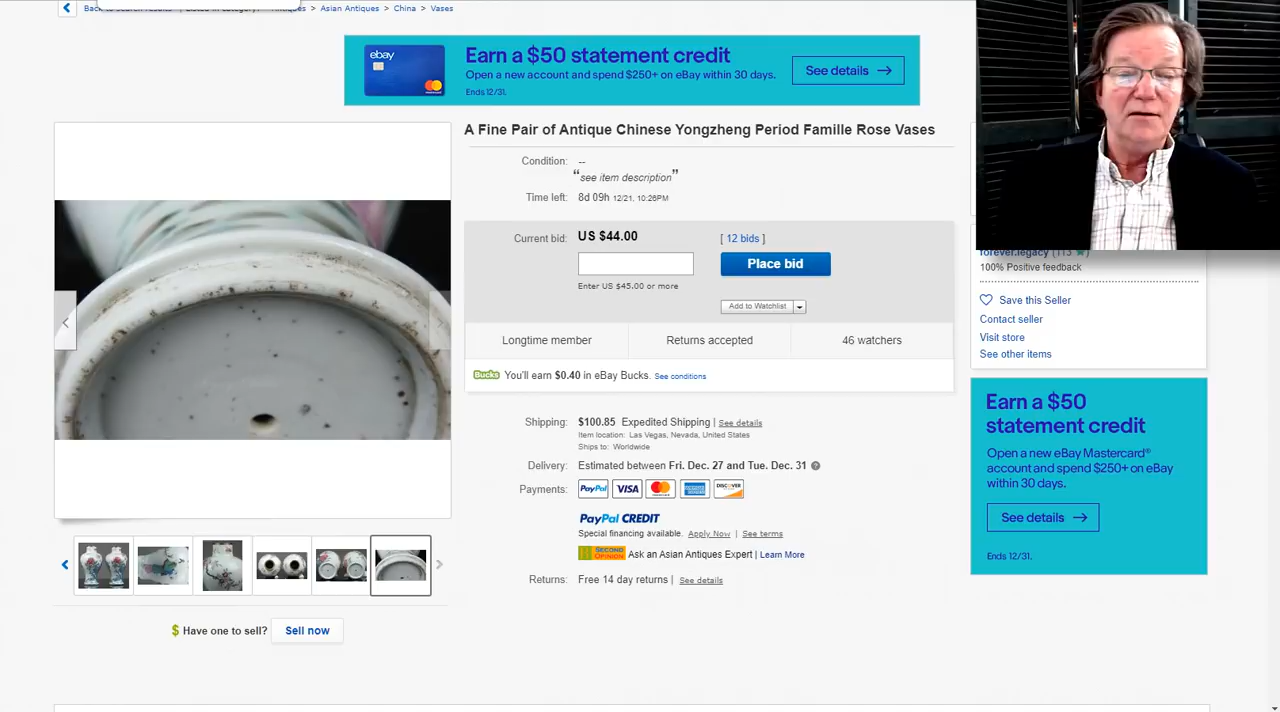 Asian Antiques > China > Vases
ebay
Earn a $50 statement credit
Open a new account and spend $250+ on eBay within 30 days.
Ends 12/31.
See details
A Fine Pair of Antique Chinese Yongzheng Period Famille Rose Vases
Condition: --
“see item description”
Time left: 8d 09h 12/21, 10:26PM
Current bid: US $44.00 [ 12 bids ]
Place bid
Enter US $45.00 or more
Add to Watchlist
Longtime member Returns accepted 46 watchers
Bucks You'll earn $0.40 in eBay Bucks. See conditions
Shipping: $100.85 Expedited Shipping | See details
Item location: Las Vegas, Nevada, United States
Ships to: Worldwide
Delivery: Estimated between Fri. Dec. 27 and Tue. Dec. 31
Payments: PayPal VISA DISCOVER
PayPal CREDIT
Special financing available. Apply Now | See terms
SECOND OPINION Ask an Asian Antiques Expert | Learn More
Returns: Free 14 day returns | See details
$ Have one to sell? Sell now
forever.legacy (113 )
100% Positive feedback
Save this Seller
Contact seller
Visit store
See other items
Earn a $50
statement credit
Open a new eBay Mastercard®
account and spend $250+ on eBay
within 30 days.
See details
Ends 12/31.